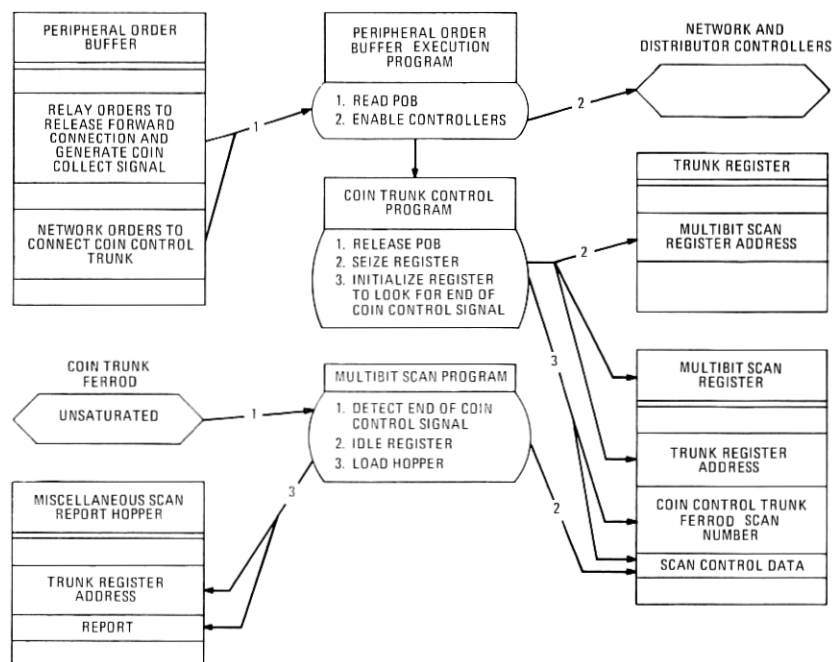 PERIPHERAL ORDER
BUFFER
RELAY ORDERS TO
RELEASE FORWARD
CONNECTION AND
GENERATE COIN
COLLECT SIGNAL
NETWORK ORDERS TO
CONNECT COIN CONTROL
TRUNK
1
PERIPHERAL ORDER
BUFFER EXECUTION
PROGRAM
1. READ POB
2. ENABLE CONTROLLERS
2
NETWORK AND
DISTRIBUTOR CONTROLLERS
COIN TRUNK CONTROL
PROGRAM
1. RELEASE POB
2. SEIZE REGISTER
3. INITIALIZE REGISTER
TO LOOK FOR END OF
COIN CONTROL SIGNAL
2
3
TRUNK REGISTER
MULTIBIT SCAN
REGISTER ADDRESS
COIN TRUNK
FERROD
UNSATURATED
1
MULTIBIT SCAN PROGRAM
1. DETECT END OF COIN
CONTROL SIGNAL
2. IDLE REGISTER
3. LOAD HOPPER
3
2
MULTIBIT SCAN
REGISTER
TRUNK REGISTER
ADDRESS
COIN CONTROL TRUNK
FERROD SCAN
NUMBER
SCAN CONTROL DATA
MISCELLANEOUS SCAN
REPORT HOPPER
TRUNK REGISTER
ADDRESS
REPORT